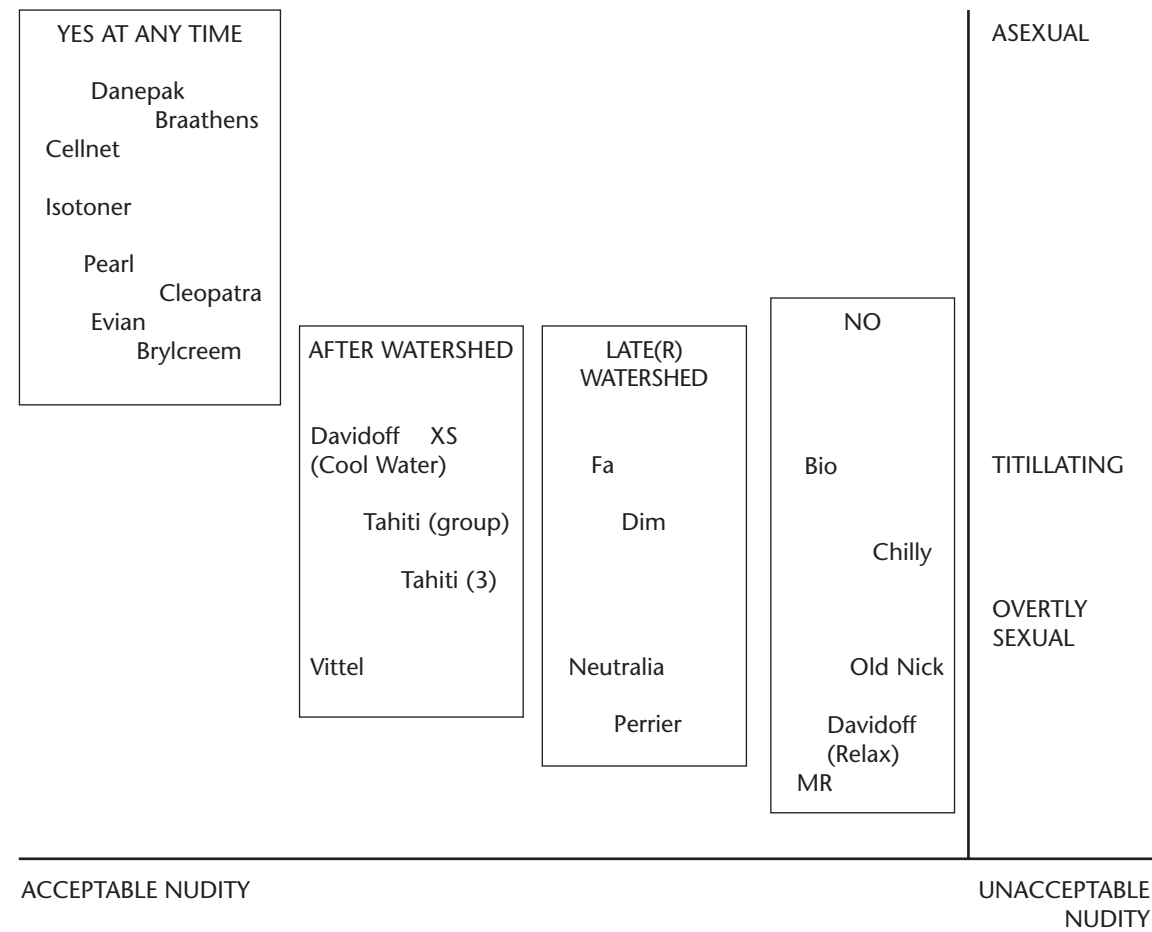 YES AT ANY TIME
Danepak
Braathens
Cellnet
Isotoner
Pearl
Cleopatra
Evian
Brylcreem
AFTER WATERSHED
Davidoff XS
(Cool Water)
Tahiti (group)
Tahiti (3)
Vittel
LATE(R)
WATERSHED
Fa
Dim
Neutralia
Perrier
NO
Bio
Chilly
Old Nick
Davidoff
(Relax)
MR
ASEXUAL
TITILLATING
OVERTLY
SEXUAL
ACCEPTABLE NUDITY
UNACCEPTABLE
NUDITY